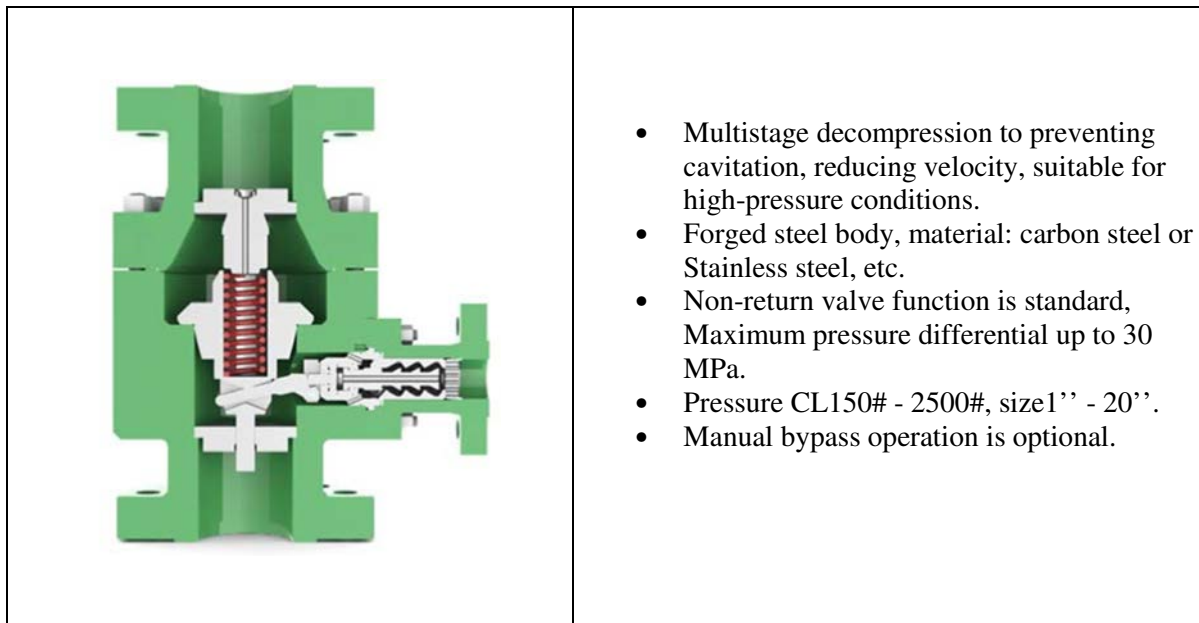 • Multistage decompression to preventing
cavitation, reducing velocity, suitable for
high-pressure conditions.
• Forged steel body, material: carbon steel or
Stainless steel, etc.
• Non-return valve function is standard,
Maximum pressure differential up to 30
MPa.
• Pressure CL150# - 2500#, size1’’ - 20’’.
• Manual bypass operation is optional.